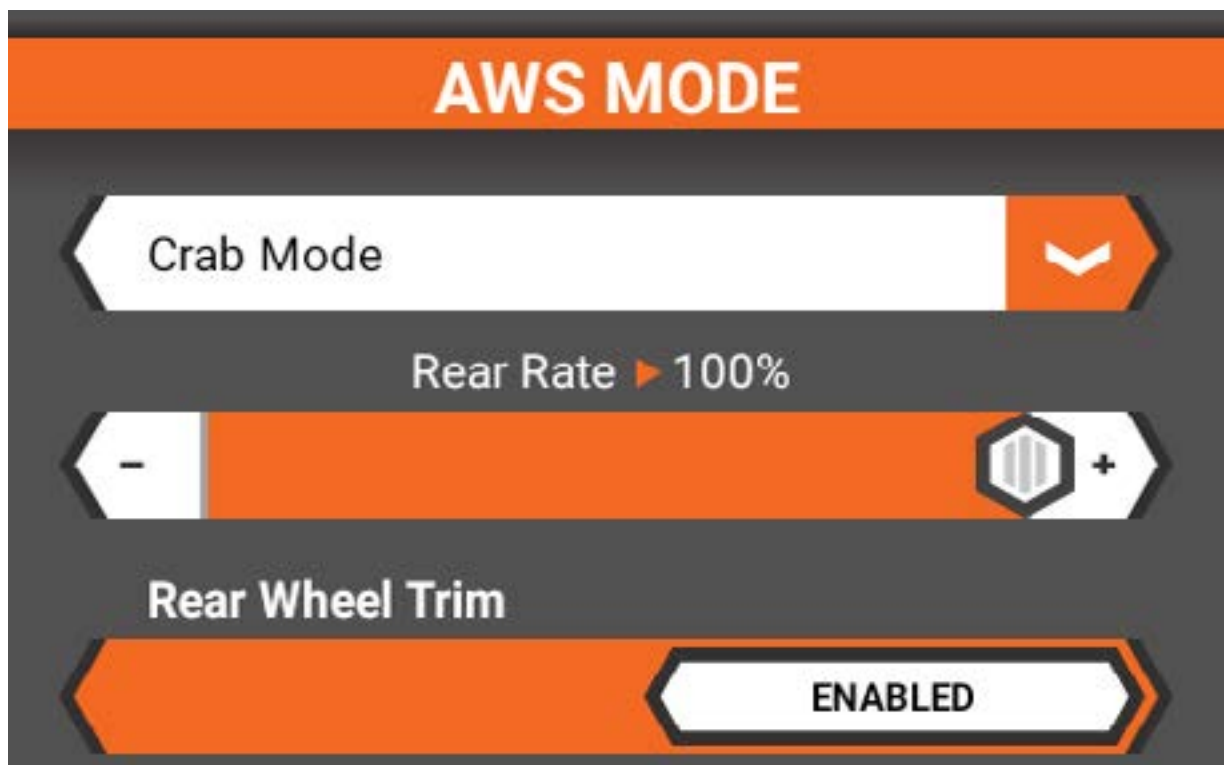 AWS MODE
Crab Mode
Rear Rate ▶ 100%
- +
Rear Wheel Trim
ENABLED